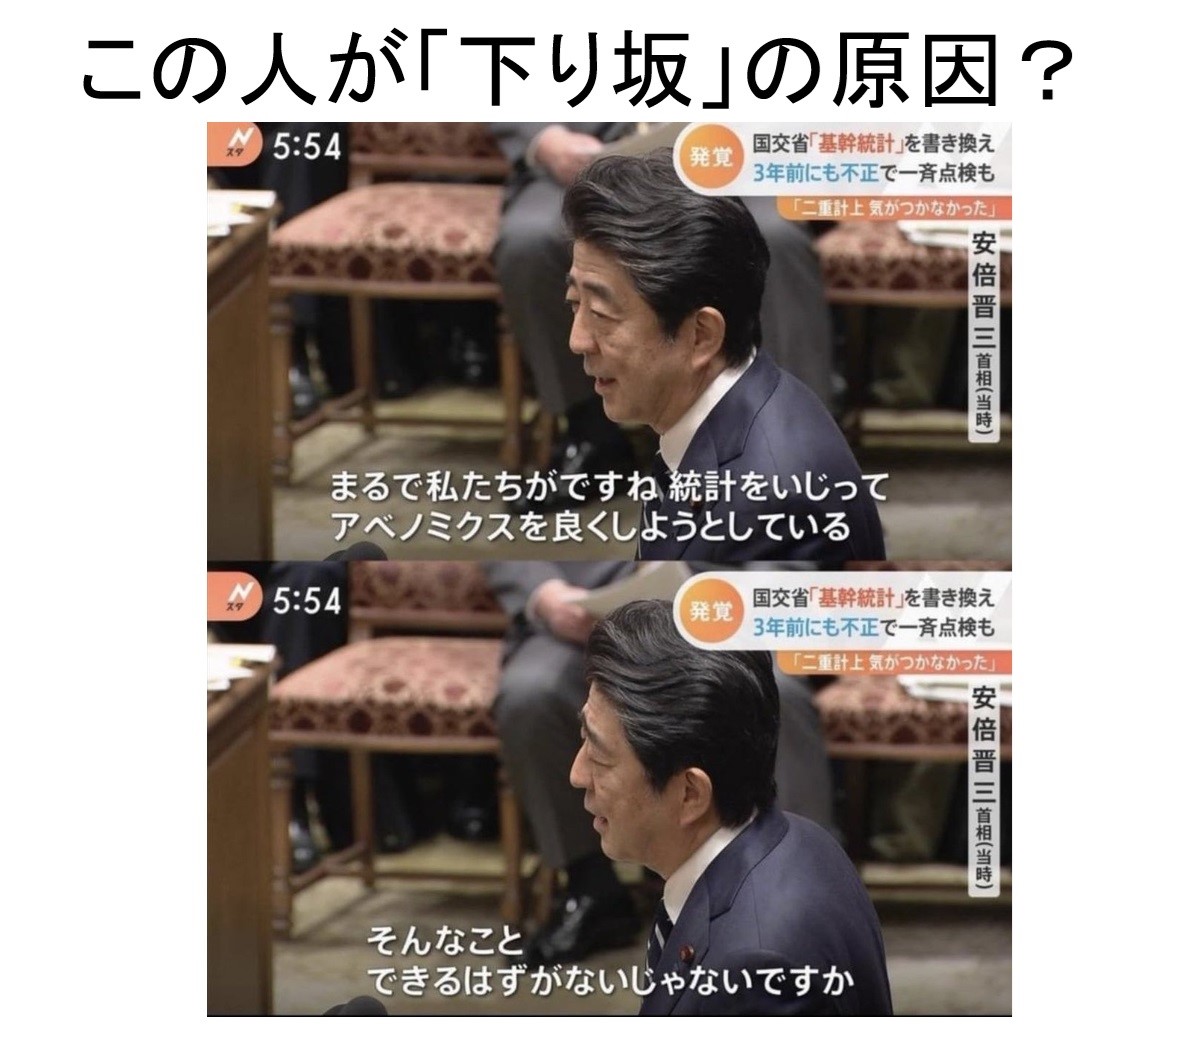 この人が「下り坂」の原因？
Nスタ
5:54
発覚
国交省「基幹統計」を書き換え
3年前にも不正で一斉点検も
「二重計上 気がつかなかった」
安倍晋三首相(当時)
まるで私たちがですね 統計をいじって
アベノミクスを良くしようとしている
Nスタ
5:54
発覚
国交省「基幹統計」を書き換え
3年前にも不正で一斉点検も
「二重計上 気がつかなかった」
安倍晋三首相(当時)
そんなこと
できるはずがないじゃないですか